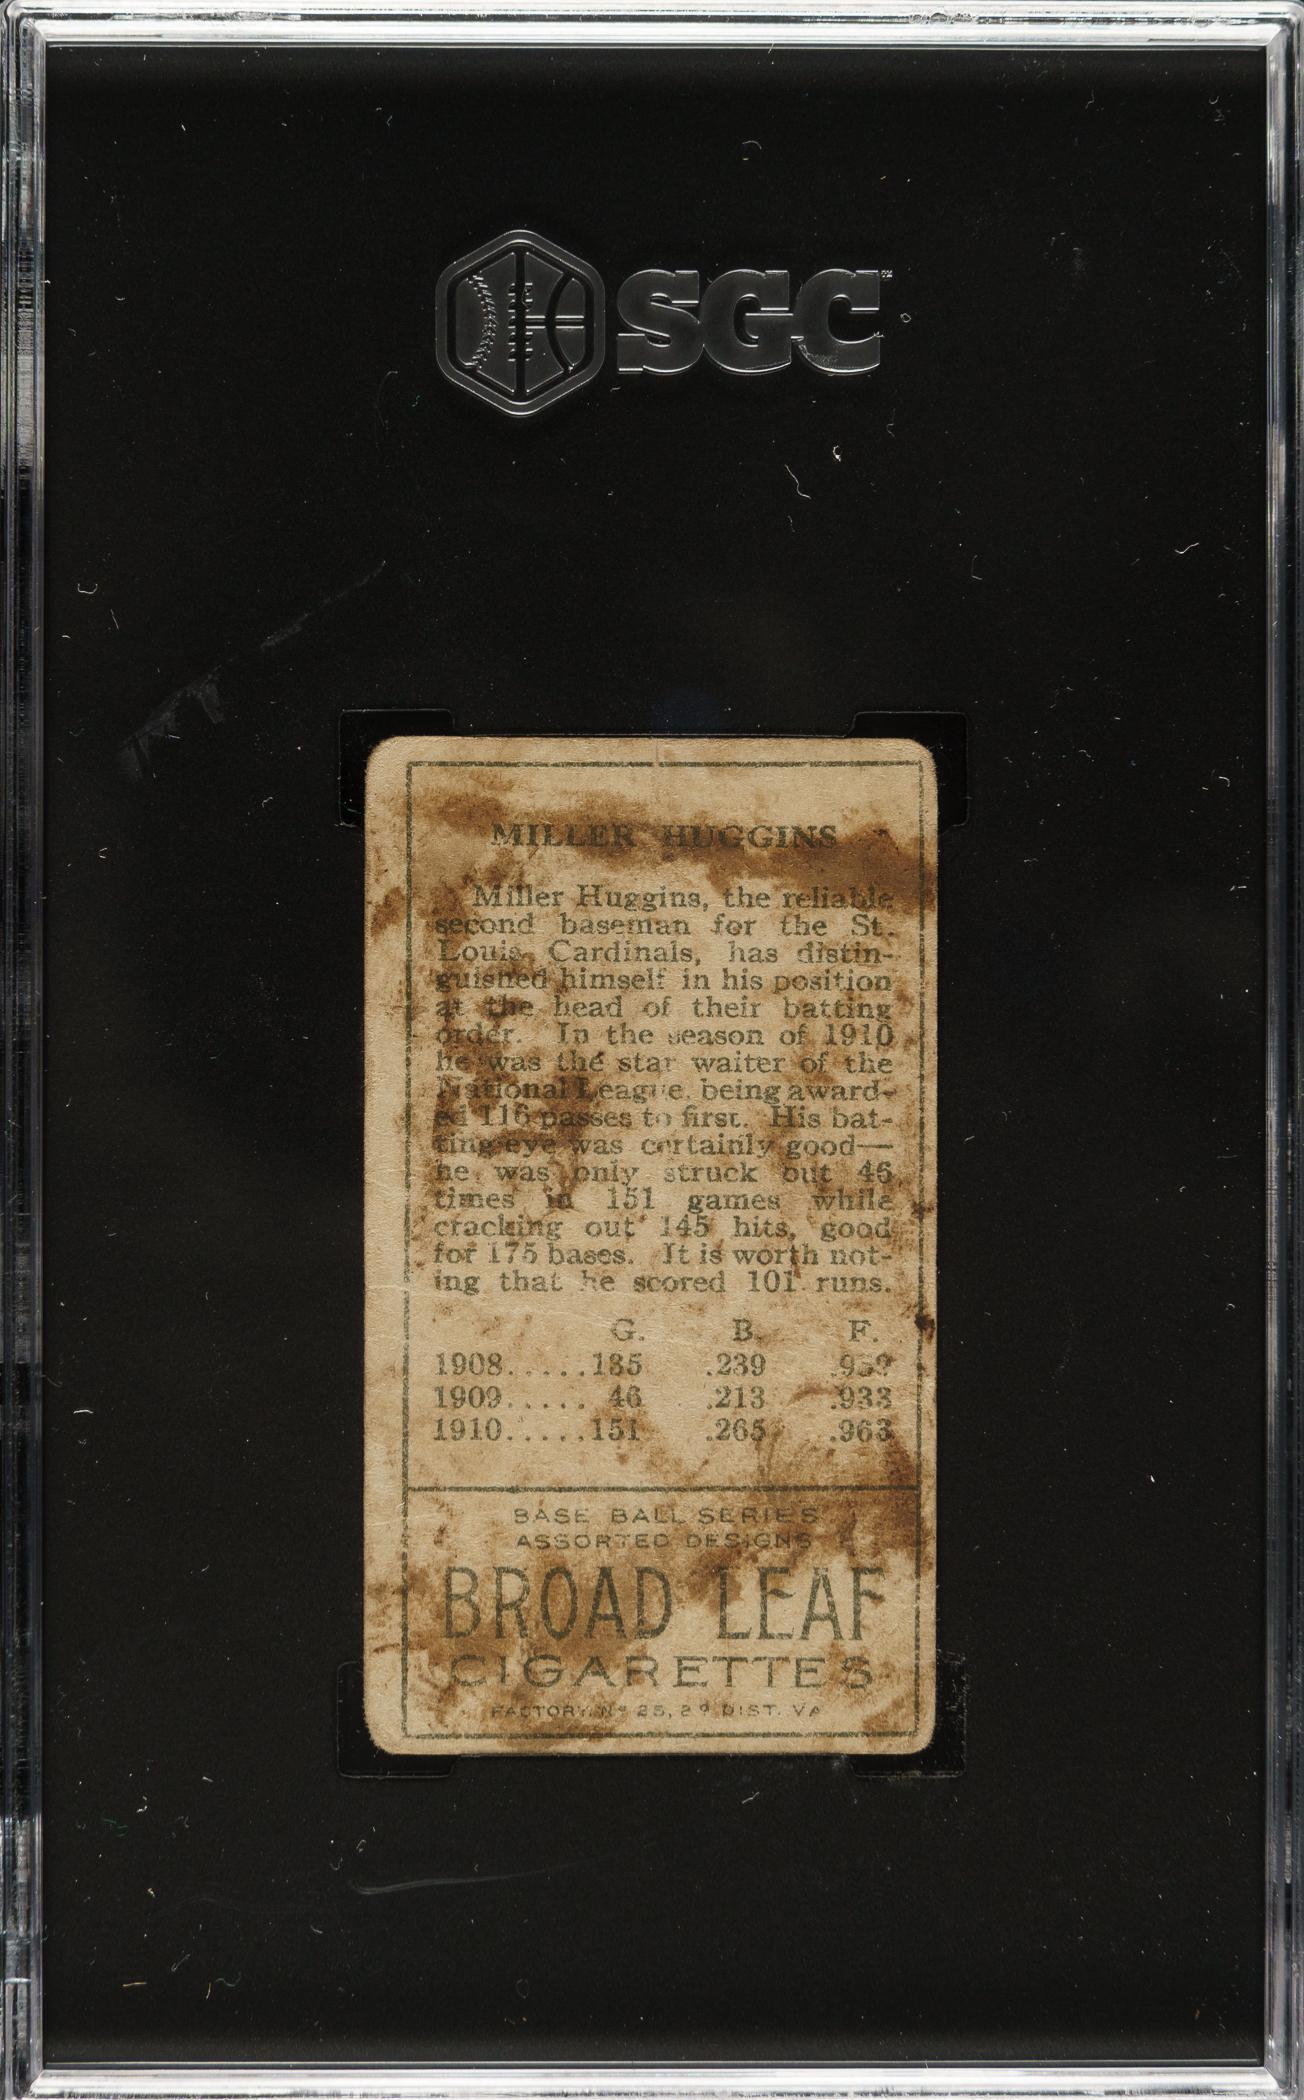 SGC
MILLER HUGGINS
Miller Huggins, the reliable
second baseman for the St.
Louis Cardinals, has distin-
guished himself in his position
at the head of their batting
order. In the season of 1910
he was the star waiter of the
National League, being award-
ed 116 passes to first. His bat-
ting eye was certainly good—
he was only struck out 46
times in 151 games while
cracking out 145 hits, good
for 175 bases. It is worth not-
ing that he scored 101 runs.
G. B. F.
1908.....135 .239
1909..... 46 .213 .933
1910.....151 .265 .963
BASE BALL SERIES
ASSORTED DESIGNS
BROAD LEAF
CIGARETTES
FACTORY Nº 25, 2º DIST. VA